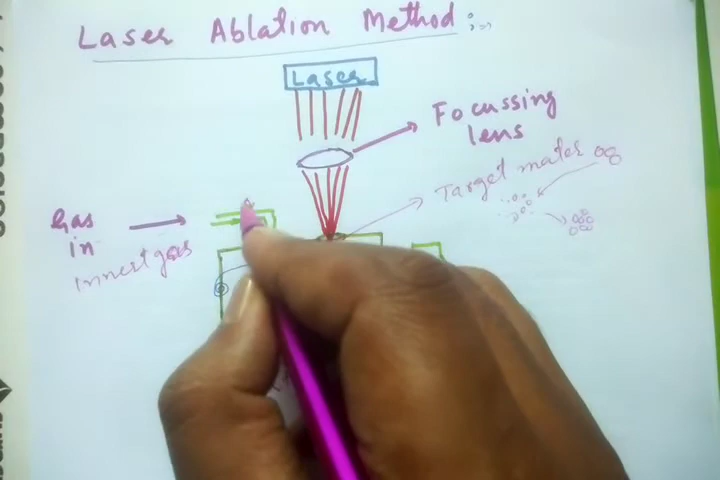 Laser Ablation Method :-
Laser
Focussing
lens
Target mater
Gas
in
Innert gas